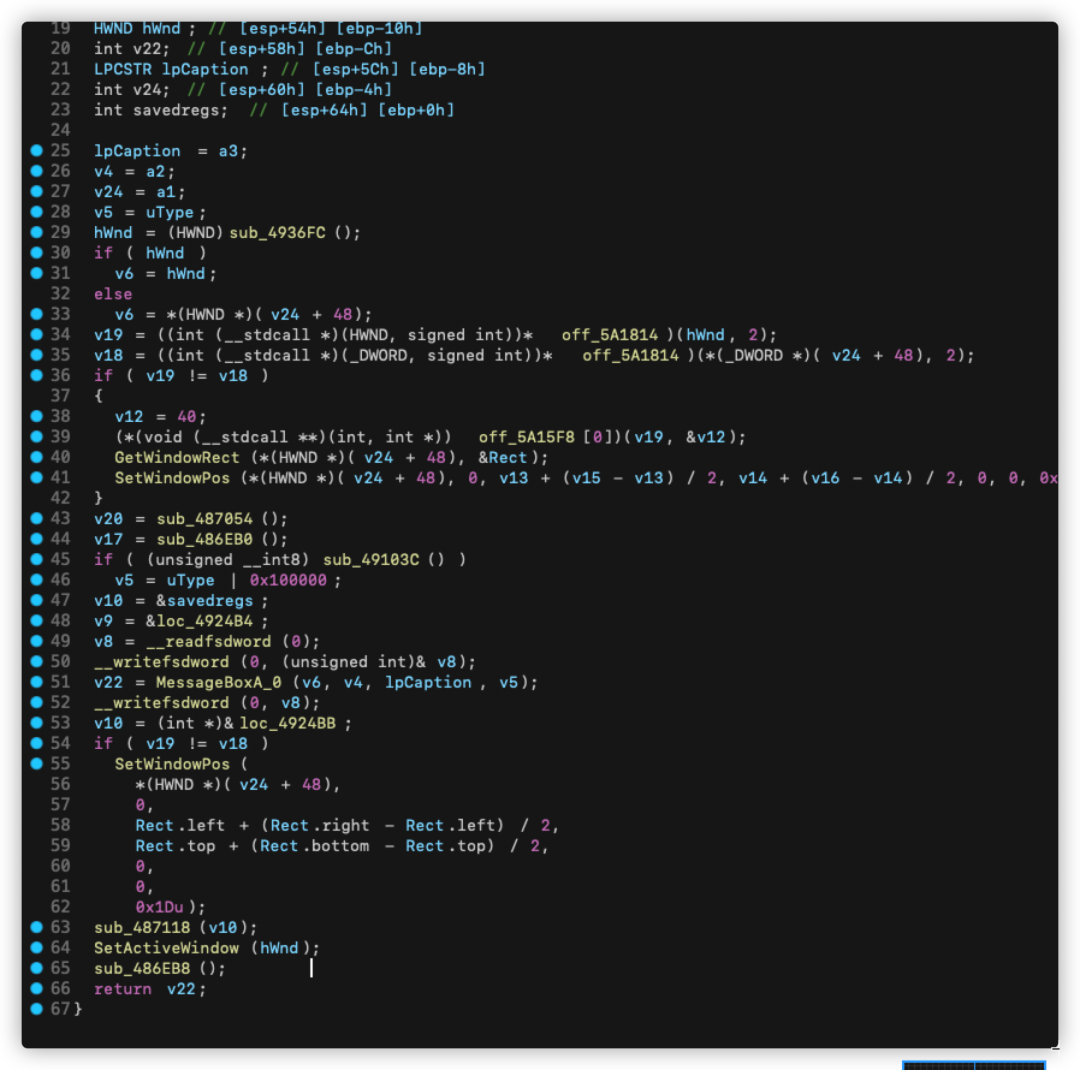 19 HWND hWnd ; // [esp+54h] [ebp-10h]
20 int v22; // [esp+58h] [ebp-Ch]
21 LPCSTR lpCaption ; // [esp+5Ch] [ebp-8h]
22 int v24; // [esp+60h] [ebp-4h]
23 int savedregs; // [esp+64h] [ebp+0h]
24
25 lpCaption = a3;
26 v4 = a2;
27 v24 = a1;
28 v5 = uType ;
29 hWnd = (HWND) sub_4936FC ();
30 if ( hWnd )
31 v6 = hWnd ;
32 else
33 v6 = *(HWND *)( v24 + 48);
34 v19 = ((int (__stdcall *)(HWND, signed int))* off_5A1814 )(hWnd , 2);
35 v18 = ((int (__stdcall *)(_DWORD, signed int))* off_5A1814 )(*(_DWORD *)( v24 + 48), 2);
36 if ( v19 != v18 )
37 {
38 v12 = 40;
39 (*(void (__stdcall **)(int, int *)) off_5A15F8 [0])(v19, &v12);
40 GetWindowRect (*(HWND *)( v24 + 48), &Rect );
41 SetWindowPos (*(HWND *)( v24 + 48), 0, v13 + (v15 - v13) / 2, v14 + (v16 - v14) / 2, 0, 0, 0x
42 }
43 v20 = sub_487054 ();
44 v17 = sub_486EB0 ();
45 if ( (unsigned __int8) sub_49103C () )
46 v5 = uType | 0x100000 ;
47 v10 = &savedregs ;
48 v9 = &loc_4924B4 ;
49 v8 = __readfsdword (0);
50 __writefsdword (0, (unsigned int)& v8);
51 v22 = MessageBoxA_0 (v6, v4, lpCaption , v5);
52 __writefsdword (0, v8);
53 v10 = (int *)& loc_4924BB ;
54 if ( v19 != v18 )
55 SetWindowPos (
56 *(HWND *)( v24 + 48),
57 0,
58 Rect .left + (Rect .right - Rect .left) / 2,
59 Rect .top + (Rect .bottom - Rect .top) / 2,
60 0,
61 0,
62 0x1Du );
63 sub_487118 (v10);
64 SetActiveWindow (hWnd );
65 sub_486EB8 ();
66 return v22;
67 }